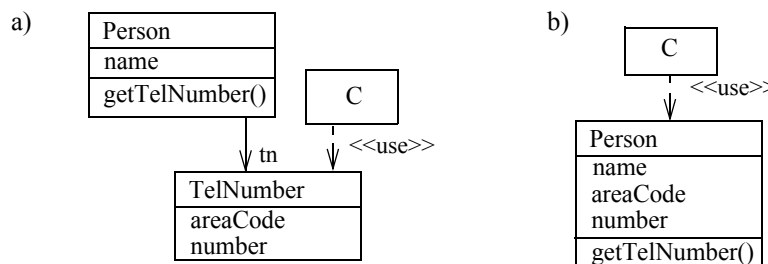 a)
Person
name
getTelNumber()
C
tn
<<use>>
TelNumber
areaCode
number
b)
C
<<use>>
Person
name
areaCode
number
getTelNumber()